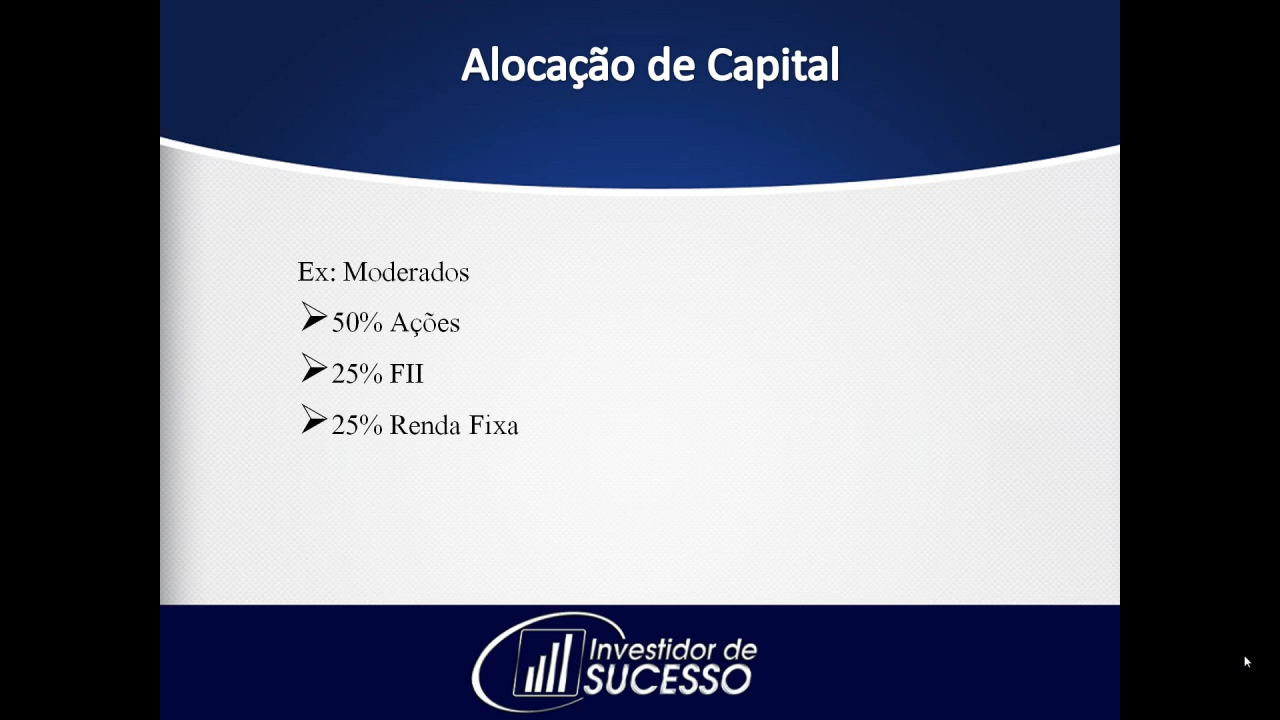 Alocação de Capital
Ex: Moderados
50% Ações
25% FII
25% Renda Fixa
Investidor de
SUCESSO